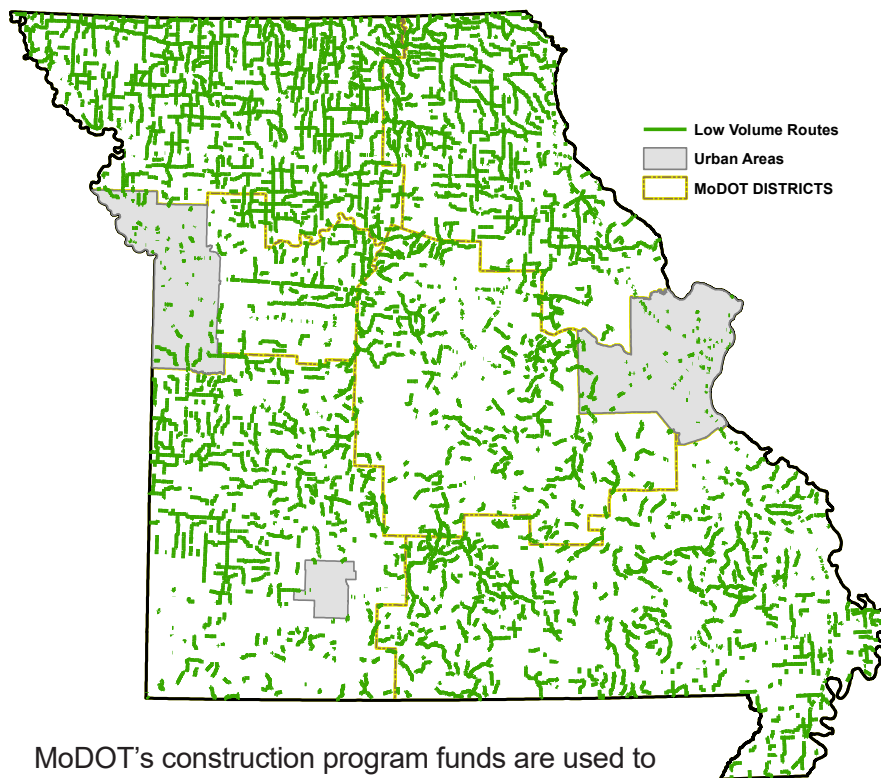 Low Volume Routes
Urban Areas
MoDOT DISTRICTS
MoDOT’s construction program funds are used to